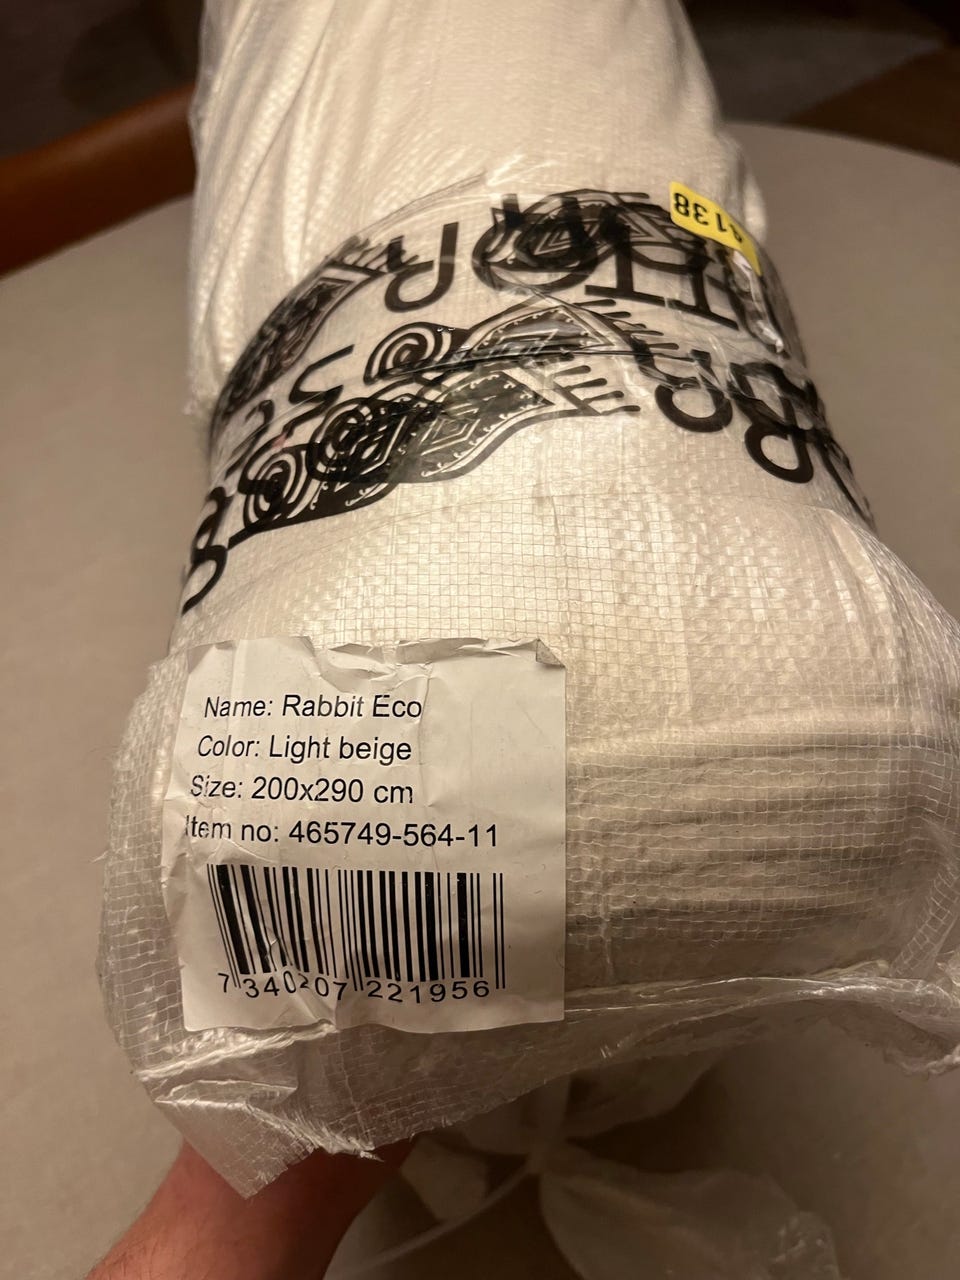 4138
Name: Rabbit Eco
Color: Light beige
Size: 200x290 cm
Item no: 465749-564-11
7 340207 221956